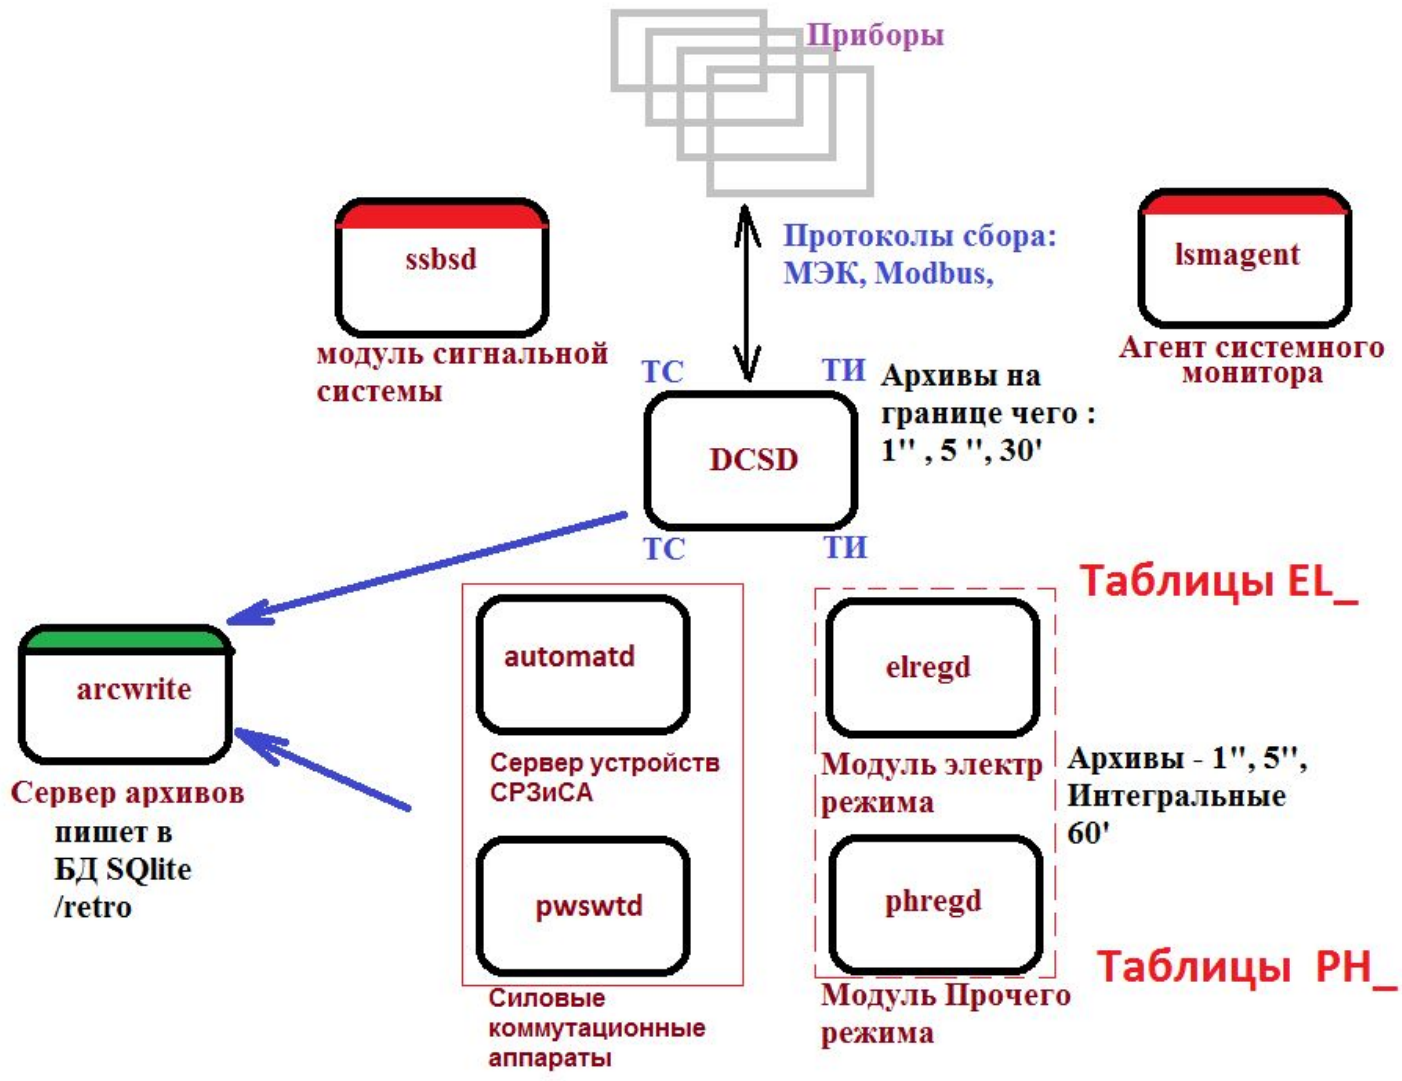 Приборы
ssbsd
модуль сигнальной
системы
Протоколы сбора:
МЭК, Modbus,
lsmagent
Агент системного
монитора
ТС
ТИ
Архивы на
границе чего :
1'' , 5 '', 30'
DCSD
ТС
ТИ
Таблицы EL_
arcwrite
Сервер архивов
пишет в
БД SQlite
/retro
automatd
Сервер устройств
СРЗиСА
pwswtd
Силовые
коммутационные
аппараты
elregd
Модуль электр
режима
Архивы - 1'', 5'',
Интегральные
60'
phregd
Модуль Прочего
режима
Таблицы PH_